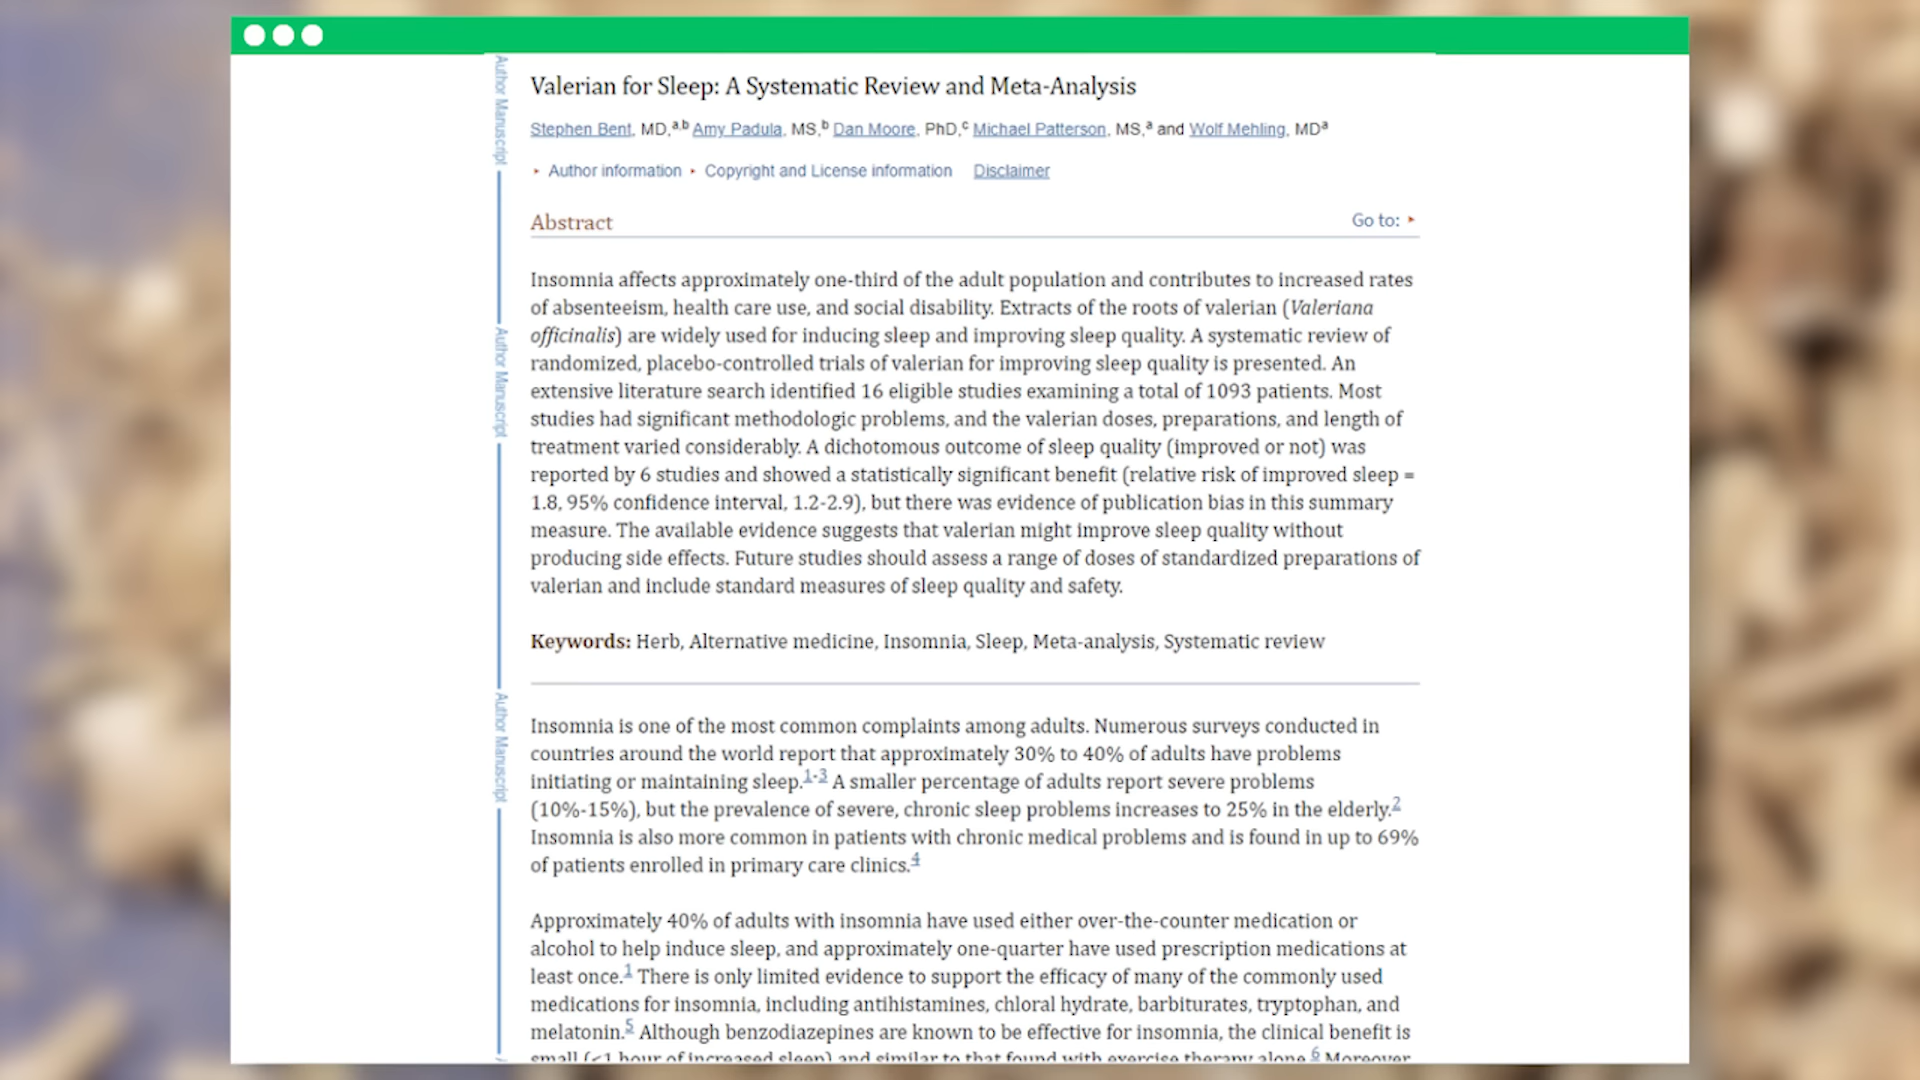 Valerian for Sleep: A Systematic Review and Meta-Analysis
Stephen Bent, MD,a,b Amy Padula, MS,b Dan Moore, PhD,c Michael Patterson, MS,a and Wolf Mehling, MDa
Author information Copyright and License information Disclaimer
Abstract
Go to:
Insomnia affects approximately one-third of the adult population and contributes to increased rates
of absenteeism, health care use, and social disability. Extracts of the roots of valerian (Valeriana
officinalis) are widely used for inducing sleep and improving sleep quality. A systematic review of
randomized, placebo-controlled trials of valerian for improving sleep quality is presented. An
extensive literature search identified 16 eligible studies examining a total of 1093 patients. Most
studies had significant methodologic problems, and the valerian doses, preparations, and length of
treatment varied considerably. A dichotomous outcome of sleep quality (improved or not) was
reported by 6 studies and showed a statistically significant benefit (relative risk of improved sleep =
1.8, 95% confidence interval, 1.2-2.9), but there was evidence of publication bias in this summary
measure. The available evidence suggests that valerian might improve sleep quality without
producing side effects. Future studies should assess a range of doses of standardized preparations of
valerian and include standard measures of sleep quality and safety.
Keywords: Herb, Alternative medicine, Insomnia, Sleep, Meta-analysis, Systematic review
Insomnia is one of the most common complaints among adults. Numerous surveys conducted in
countries around the world report that approximately 30% to 40% of adults have problems
initiating or maintaining sleep.1-3 A smaller percentage of adults report severe problems
(10%-15%), but the prevalence of severe, chronic sleep problems increases to 25% in the elderly.2
Insomnia is also more common in patients with chronic medical problems and is found in up to 69%
of patients enrolled in primary care clinics.4
Approximately 40% of adults with insomnia have used either over-the-counter medication or
alcohol to help induce sleep, and approximately one-quarter have used prescription medications at
least once.1 There is only limited evidence to support the efficacy of many of the commonly used
medications for insomnia, including antihistamines, chloral hydrate, barbiturates, tryptophan, and
melatonin.5 Although benzodiazepines are known to be effective for insomnia, the clinical benefit is
small (<1 hour of increased sleep) and similar to that found with exercise therapy alone.6 Moreover,
Author Manuscript
Author Manuscript
Author Manuscript